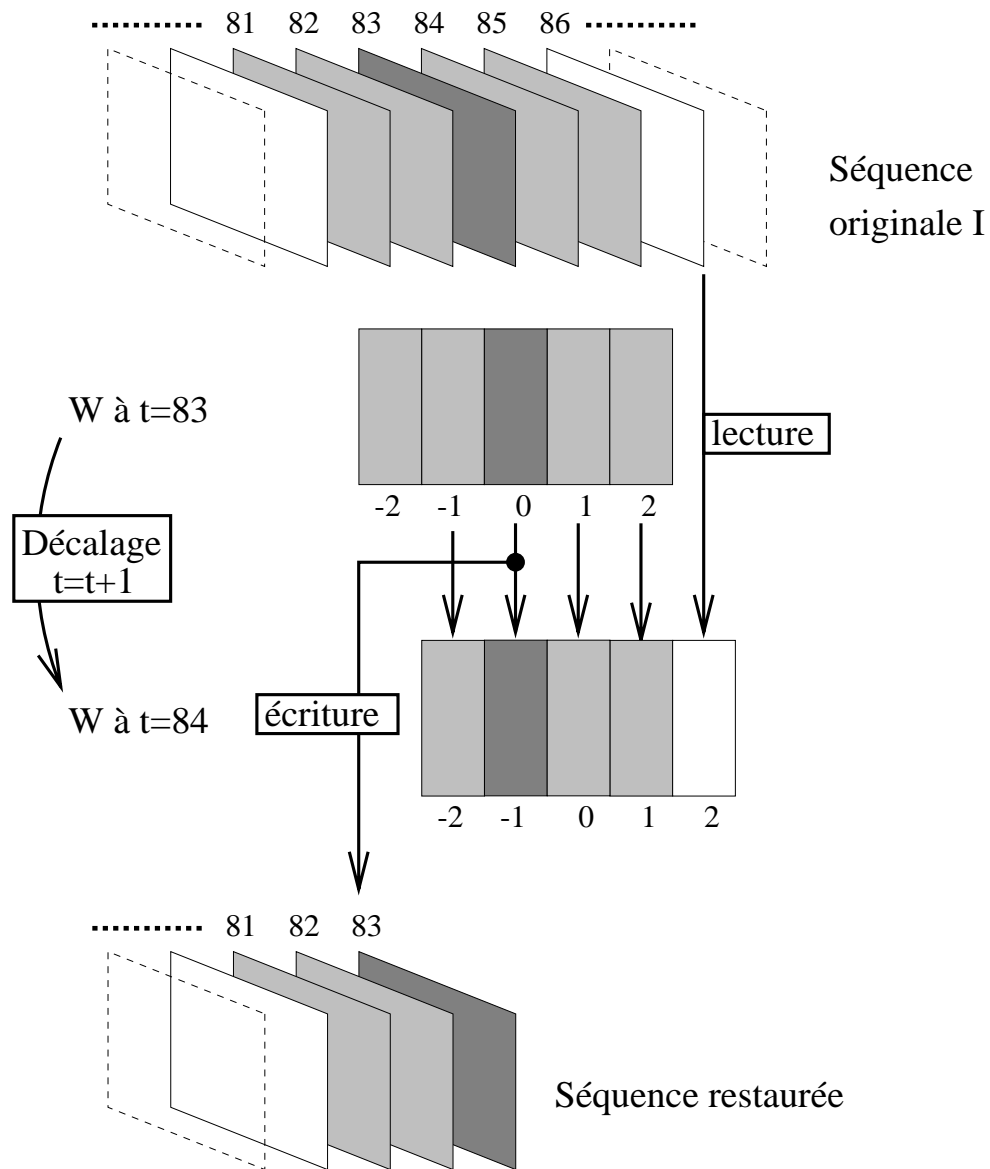 81 82 83 84 85 86
Séquence
originale I
W à t=83
lecture
-2 -1 0 1 2
Décalage
t=t+1
W à t=84
écriture
-2 -1 0 1 2
81 82 83
Séquence restaurée